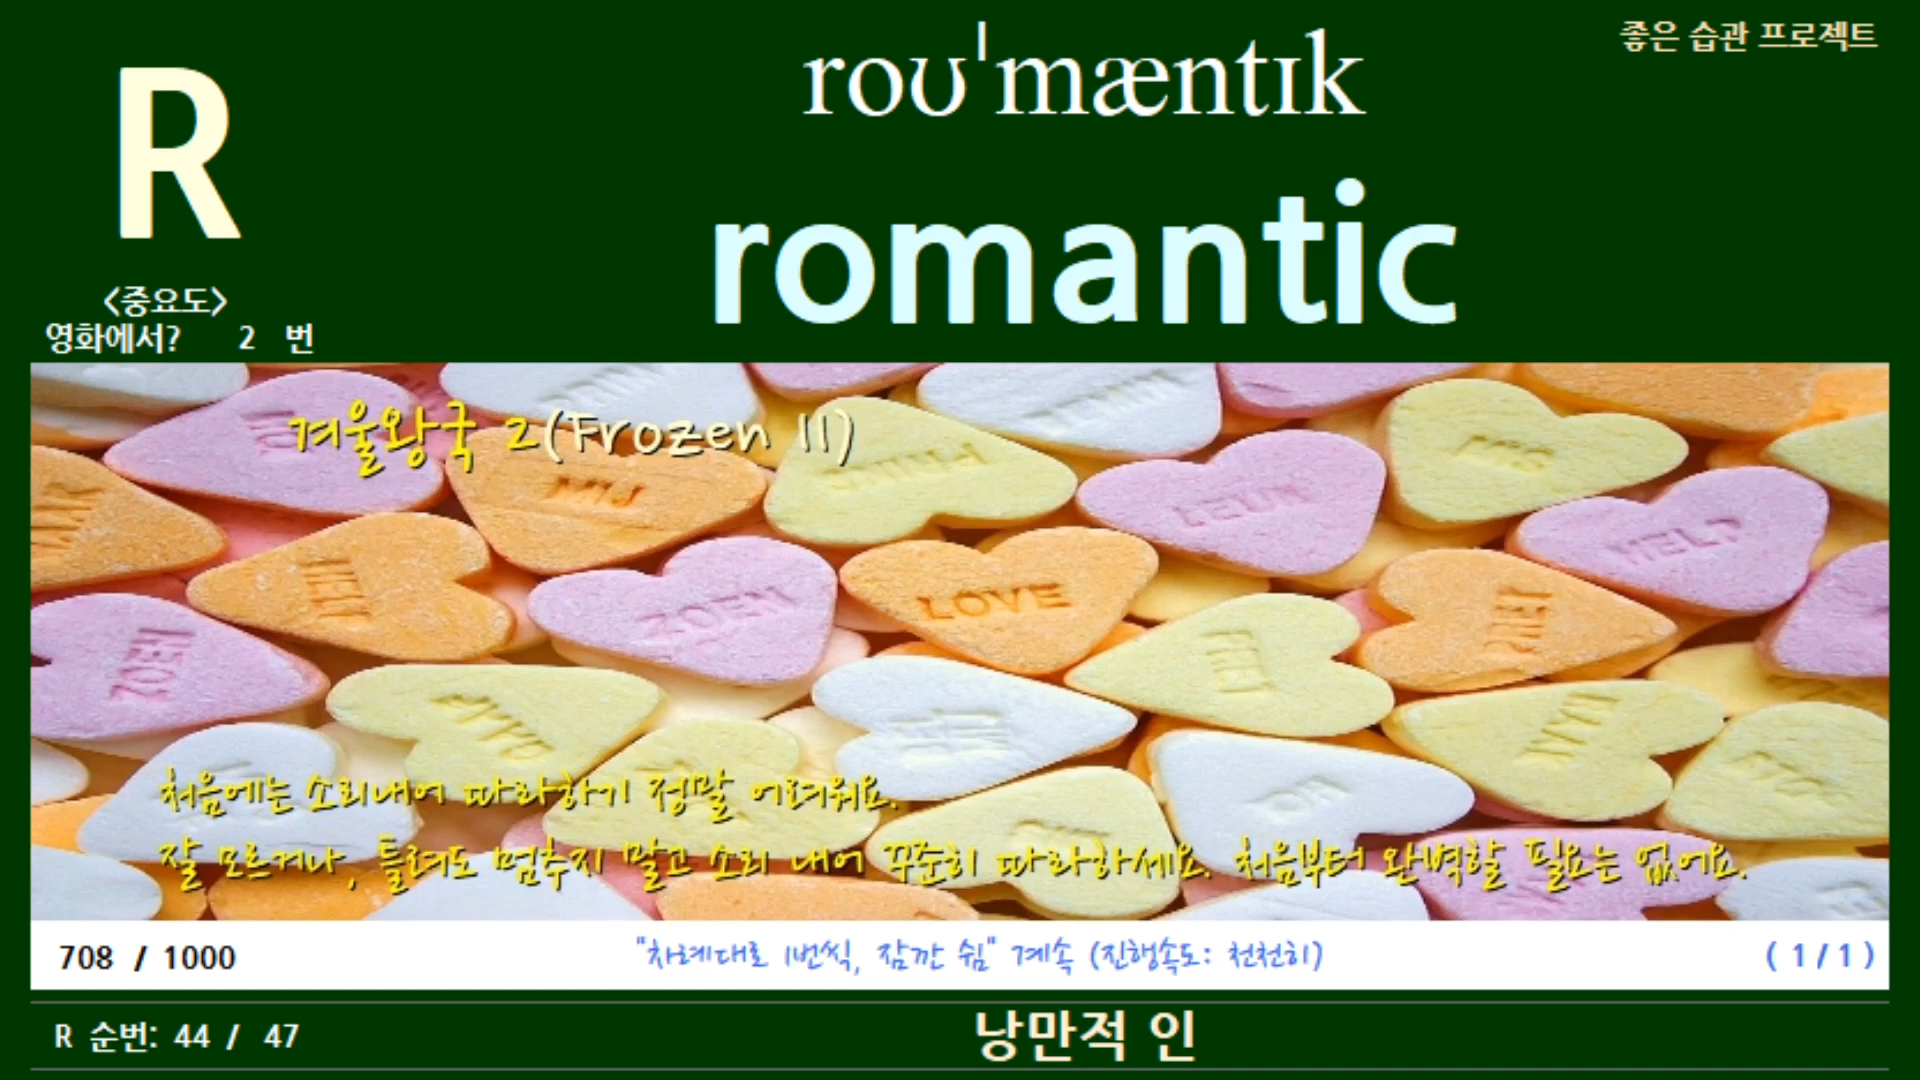 좋은 습관 프로젝트
R
roʊˈmæntɪk
romantic
<중요도>
영화에서? 2 번
겨울왕국 2(Frozen II)
MIJ
LEUK
HELP
ZOEN
LOVE
처음에는 소리내어 따라하기 정말 어려워요.
잘 모르거나, 틀려도 멈추지 말고 소리 내어 꾸준히 따라하세요. 처음부터 완벽할 필요는 없어요.
708 / 1000
"차례대로 1번씩, 잠깐 쉼" 계속 (진행속도: 천천히)
( 1 / 1 )
R 순번: 44 / 47
낭만적 인